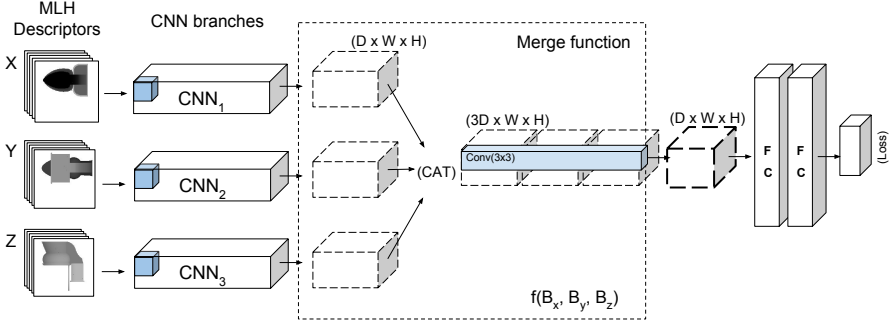 MLH
Descriptors
CNN branches
(D x W x H)
Merge function
X
CNN1
(3D x W x H)
(D x W x H)
Y
CNN2
(CAT)
Conv(3x3)
F
C
F
C
(Loss)
Z
CNN3
f(Bx, By, Bz)